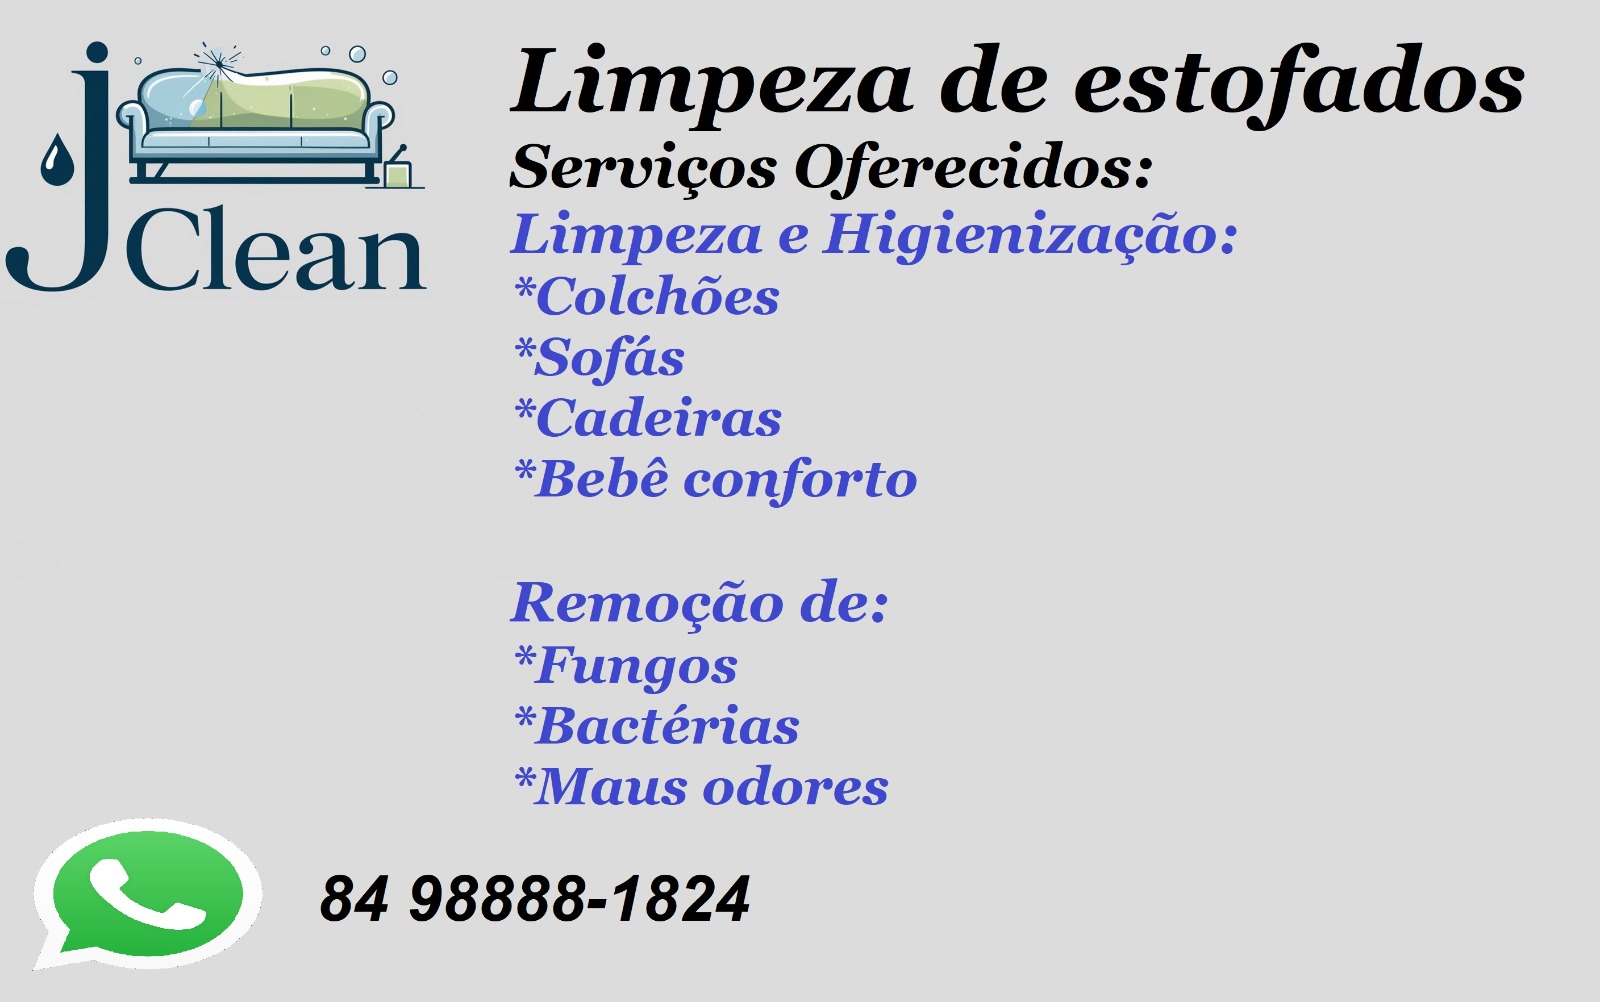 J Clean
Limpeza de estofados
Serviços Oferecidos:
Limpeza e Higienização:
*Colchões
*Sofás
*Cadeiras
*Bebê conforto
Remoção de:
*Fungos
*Bactérias
*Maus odores
84 98888-1824